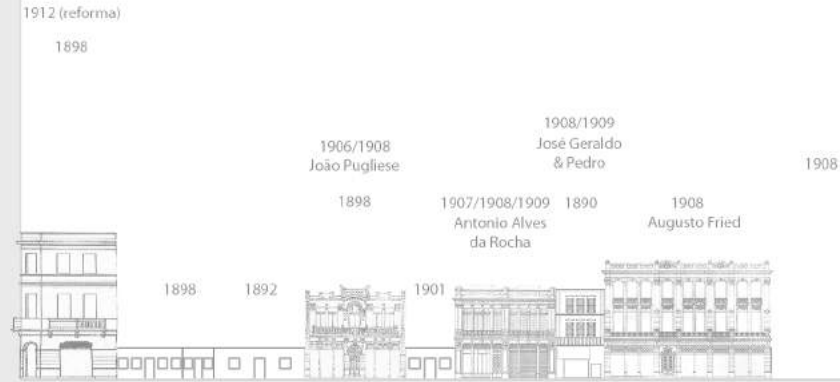 1912 (reforma)
1898
1898
1892
1906/1908
João Pugliese
1898
1901
1907/1908/1909
Antonio Alves
da Rocha
1908/1909
José Geraldo
& Pedro
1890
1908
Augusto Fried
1908